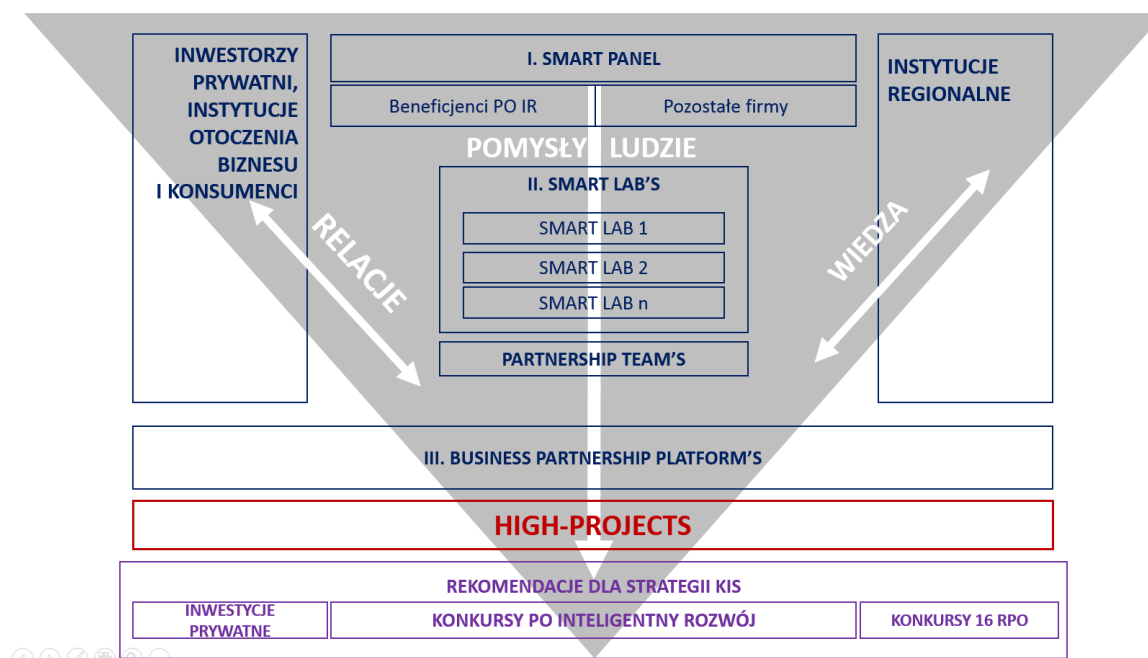 INWESTORZY
PRYWATNI,
INSTYTUCJE
OTOCZENIA
BIZNESU
I KONSUMENCI
I. SMART PANEL
Beneficjenci PO IR
Pozostałe firmy
INSTYTUCJE
REGIONALNE
POMYSŁY LUDZIE
II. SMART LAB'S
SMART LAB 1
SMART LAB 2
SMART LAB n
RELACJE
WIEDZA
PARTNERSHIP TEAM'S
III. BUSINESS PARTNERSHIP PLATFORM'S
HIGH-PROJECTS
REKOMENDACJE DLA STRATEGII KIS
INWESTYCJE
PRYWATNE
KONKURSY PO INTELIGENTNY ROZWÓJ
KONKURSY 16 RPO